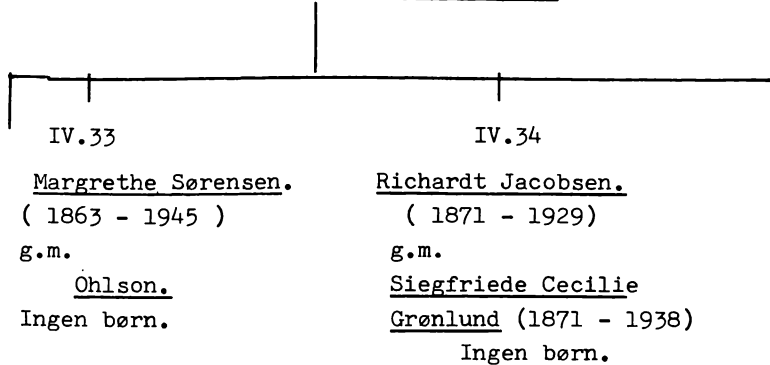 IV.33
Margrethe Sørensen.
( 1863 - 1945 )
g.m.
Ohlson.
Ingen børn.
IV.34
Richardt Jacobsen.
( 1871 - 1929)
g.m.
Siegfriede Cecilie
Grønlund (1871 - 1938)
Ingen børn.